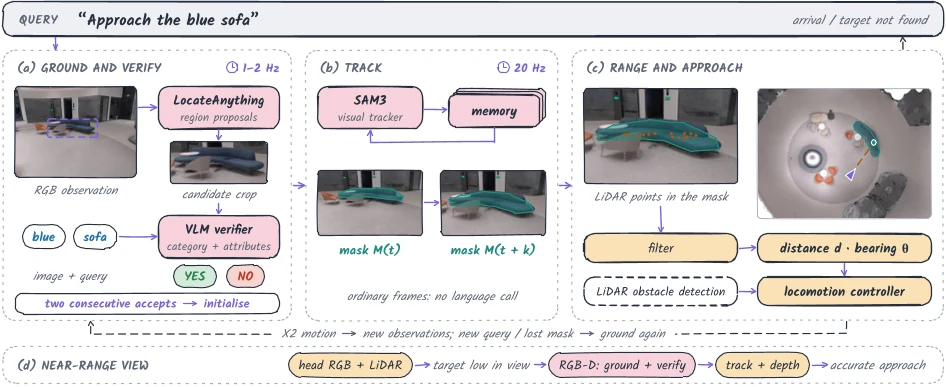 QUERY "Approach the blue sofa" arrival / target not found
(a) GROUND AND VERIFY 1-2 Hz
LocateAnything
region proposals
RGB observation
candidate crop
blue sofa
VLM verifier
category + attributes
image + query YES NO
two consecutive accepts → initialise
(b) TRACK 20 Hz
SAM3
visual tracker
memory
mask M(t) mask M(t + k)
ordinary frames: no language call
(c) RANGE AND APPROACH
LiDAR points in the mask
filter distance d · bearing θ
LiDAR obstacle detection locomotion controller
X2 motion → new observations; new query / lost mask → ground again
(d) NEAR-RANGE VIEW head RGB + LiDAR → target low in view → RGB-D: ground + verify → track + depth → accurate approach